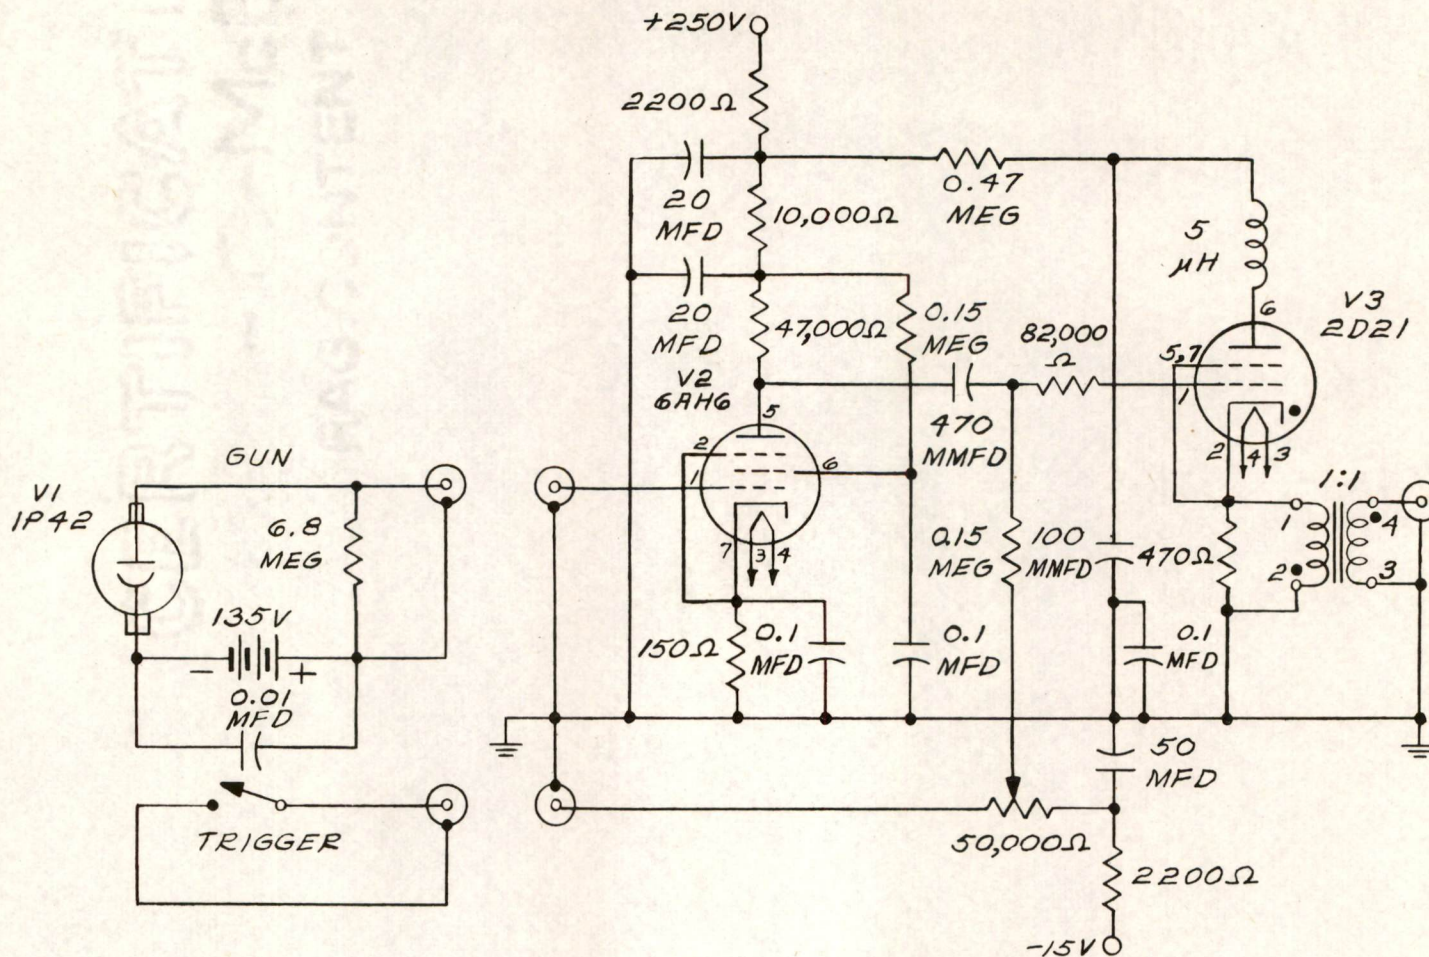 +250V
2200Ω
20
MFD
0.47
MEG
10,000Ω
5
µH
20
MFD
47,000Ω
0.15
MEG
82,000
Ω
6
V3
2D21
5,7
1
V2
6AH6
5
470
MMFD
2
1
6
7
3
4
2
4
3
GUN
V1
1P42
6.8
MEG
135V
-
+
0.01
MFD
TRIGGER
150Ω
0.1
MFD
0.1
MFD
0.15
MEG
100
MMFD
470Ω
1:1
1
4
2
3
0.1
MFD
50
MFD
50,000Ω
2200Ω
-15V